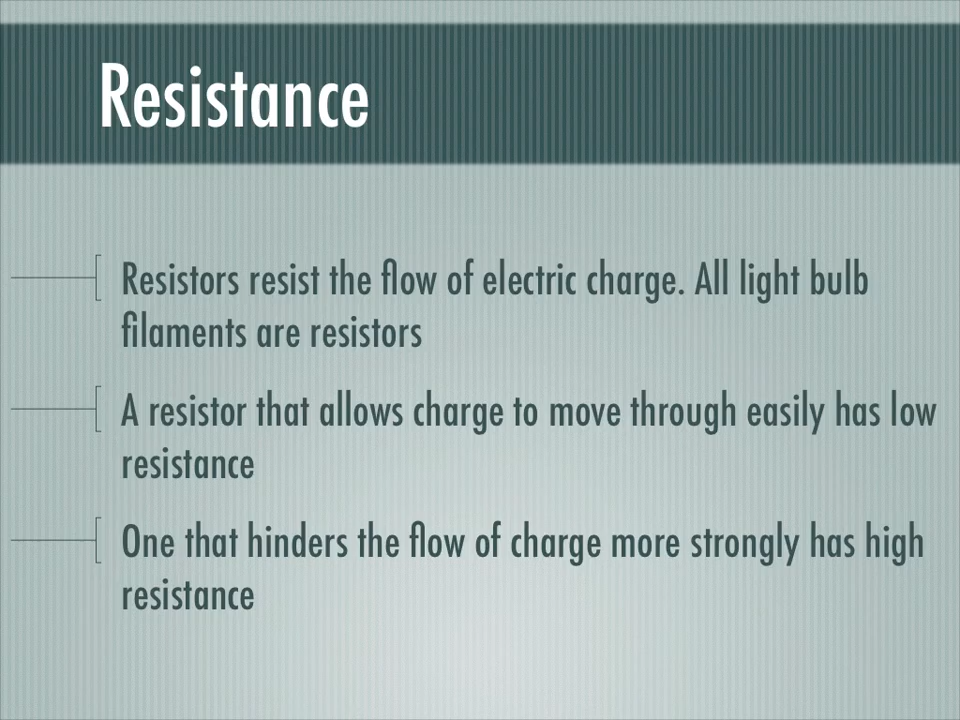 Resistance
Resistors resist the flow of electric charge. All light bulb
filaments are resistors
A resistor that allows charge to move through easily has low
resistance
One that hinders the flow of charge more strongly has high
resistance